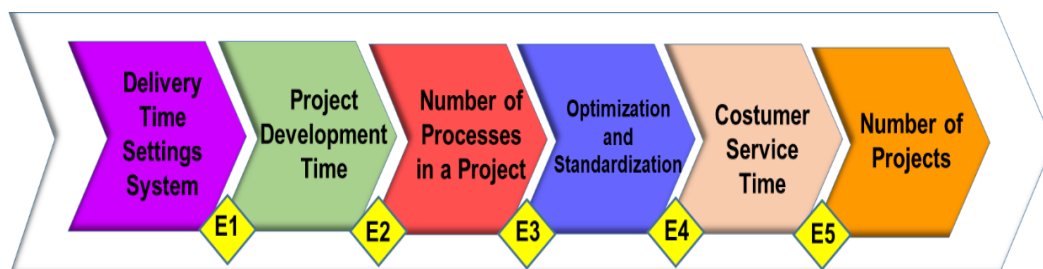 Delivery
Time
Settings
System
Project
Development
Time
Number of
Processes
in a Project
Optimization
and
Standardization
Costumer
Service
Time
Number of
Projects
E1
E2
E3
E4
E5